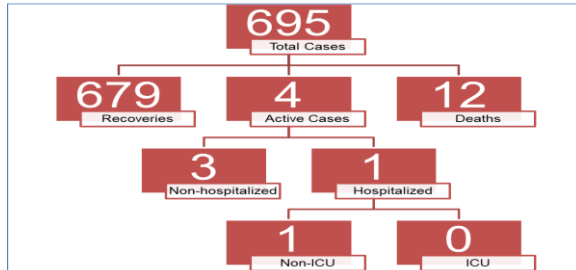 695
Total Cases
679
Recoveries
4
Active Cases
12
Deaths
3
Non-hospitalized
1
Hospitalized
1
Non-ICU
0
ICU